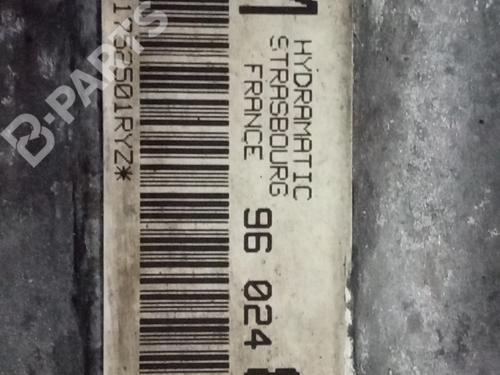 HYDRAMATIC
STRASBOURG
FRANCE
96 024
1752501RYZ*
B-PARTS